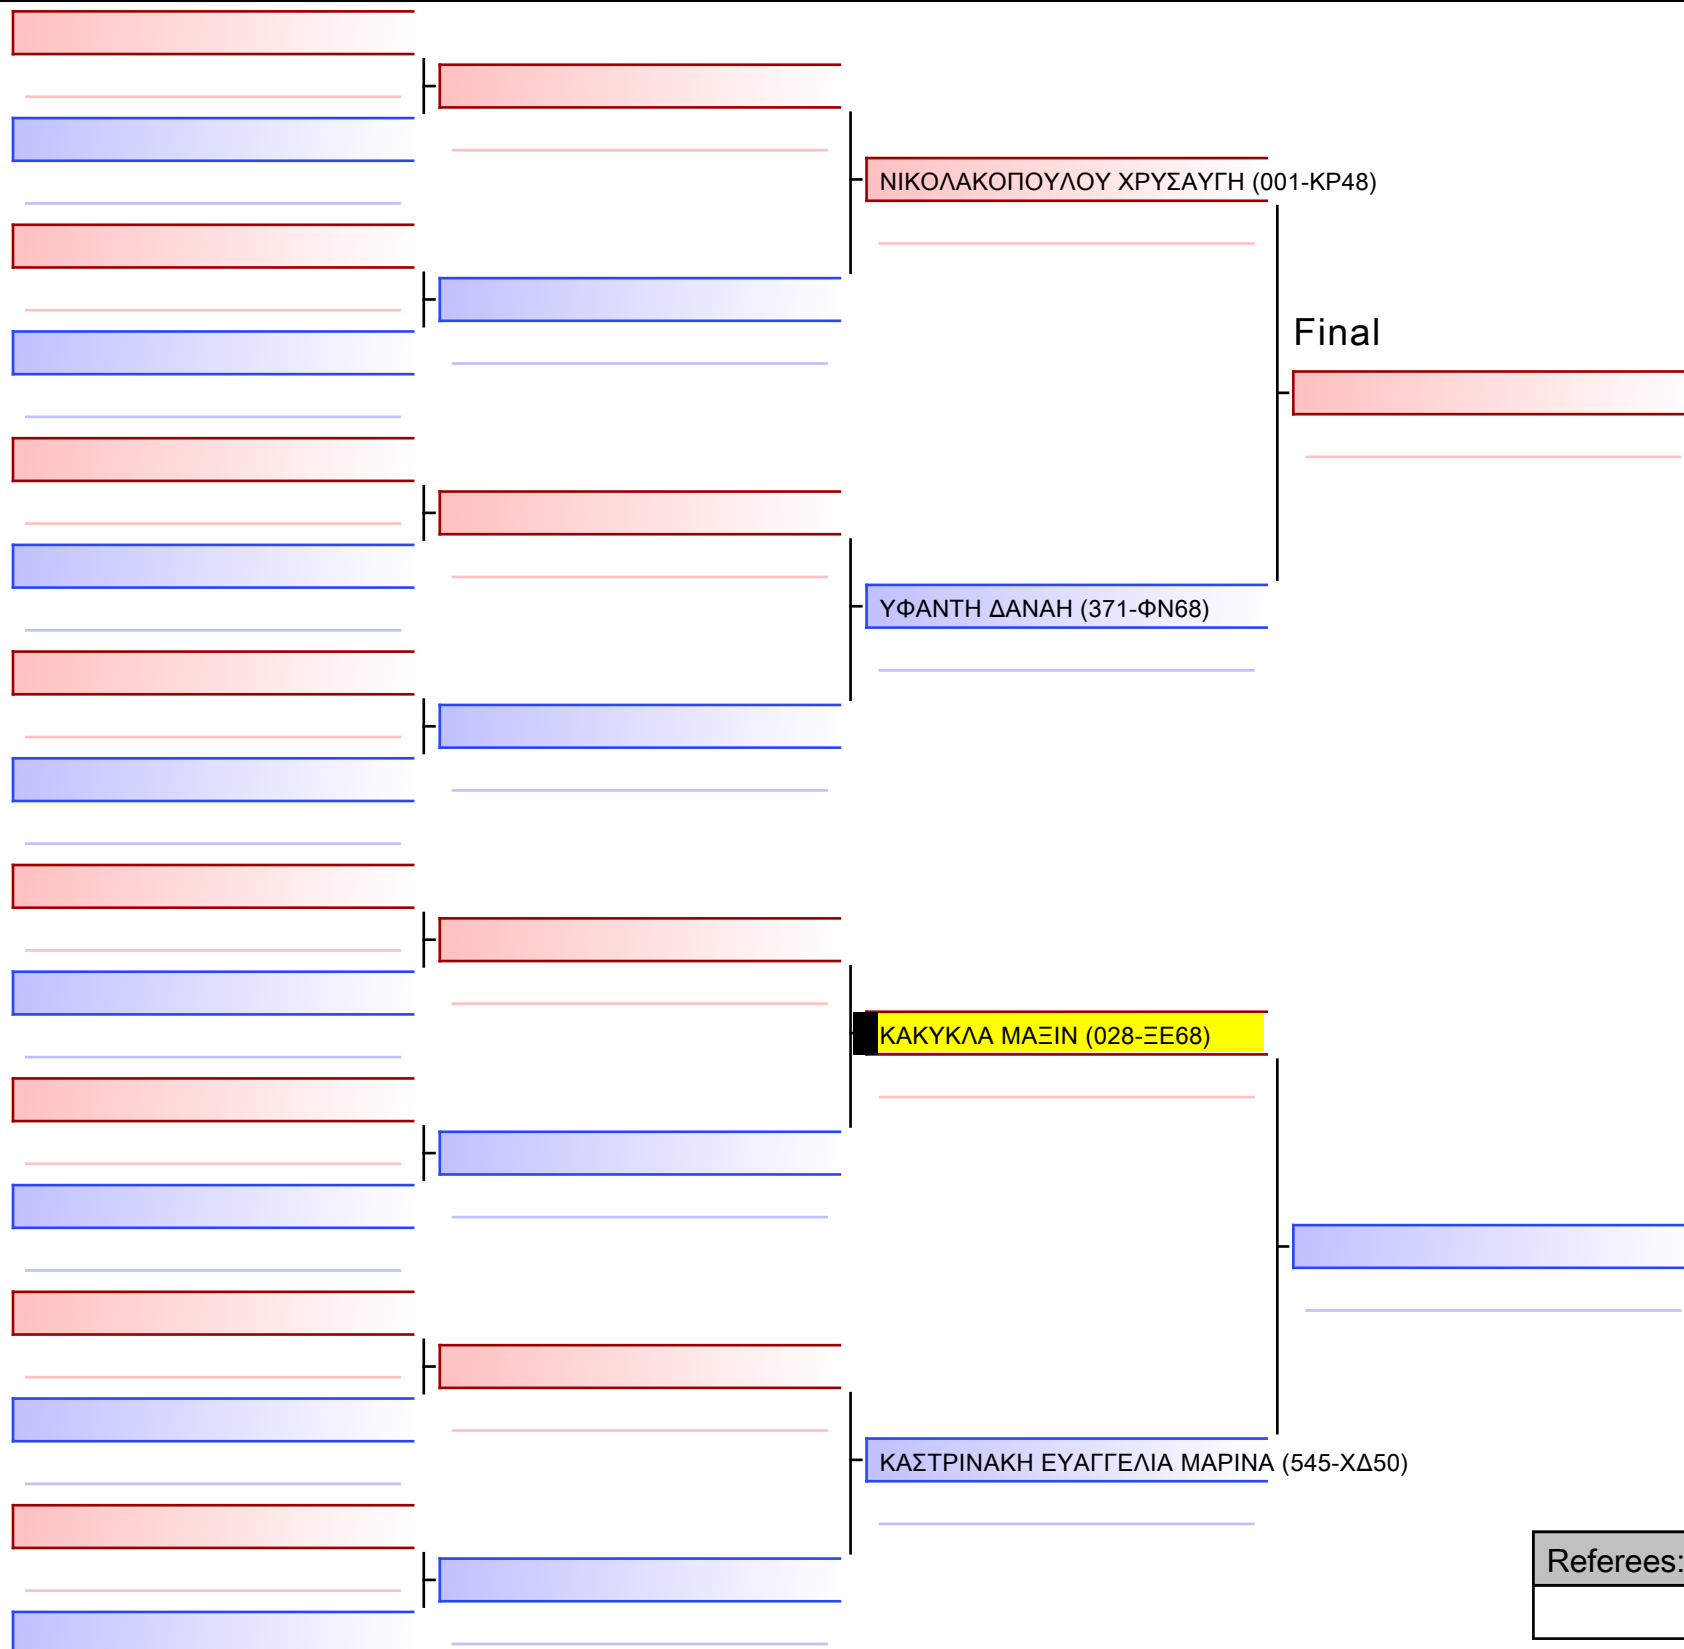 ΝΙΚΟΛΑΚΟΠΟΥΛΟΥ ΧΡΥΣΑΥΓΗ (001-ΚΡ48)
Final
ΥΦΑΝΤΗ ΔΑΝΑΗ (371-ΦΝ68)
ΚΑΚΥΚΛΑ ΜΑΞΙΝ (028-ΞΕ68)
ΚΑΣΤΡΙΝΑΚΗ ΕΥΑΓΓΕΛΙΑ ΜΑΡΙΝΑ (545-ΧΔ50)
Referees: